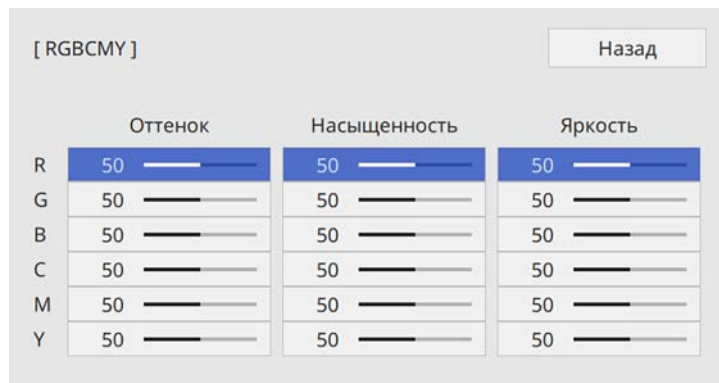 [ RGBCMY ] Назад
Оттенок Насыщенность Яркость
R 50 50 50
G 50 50 50
B 50 50 50
C 50 50 50
M 50 50 50
Y 50 50 50